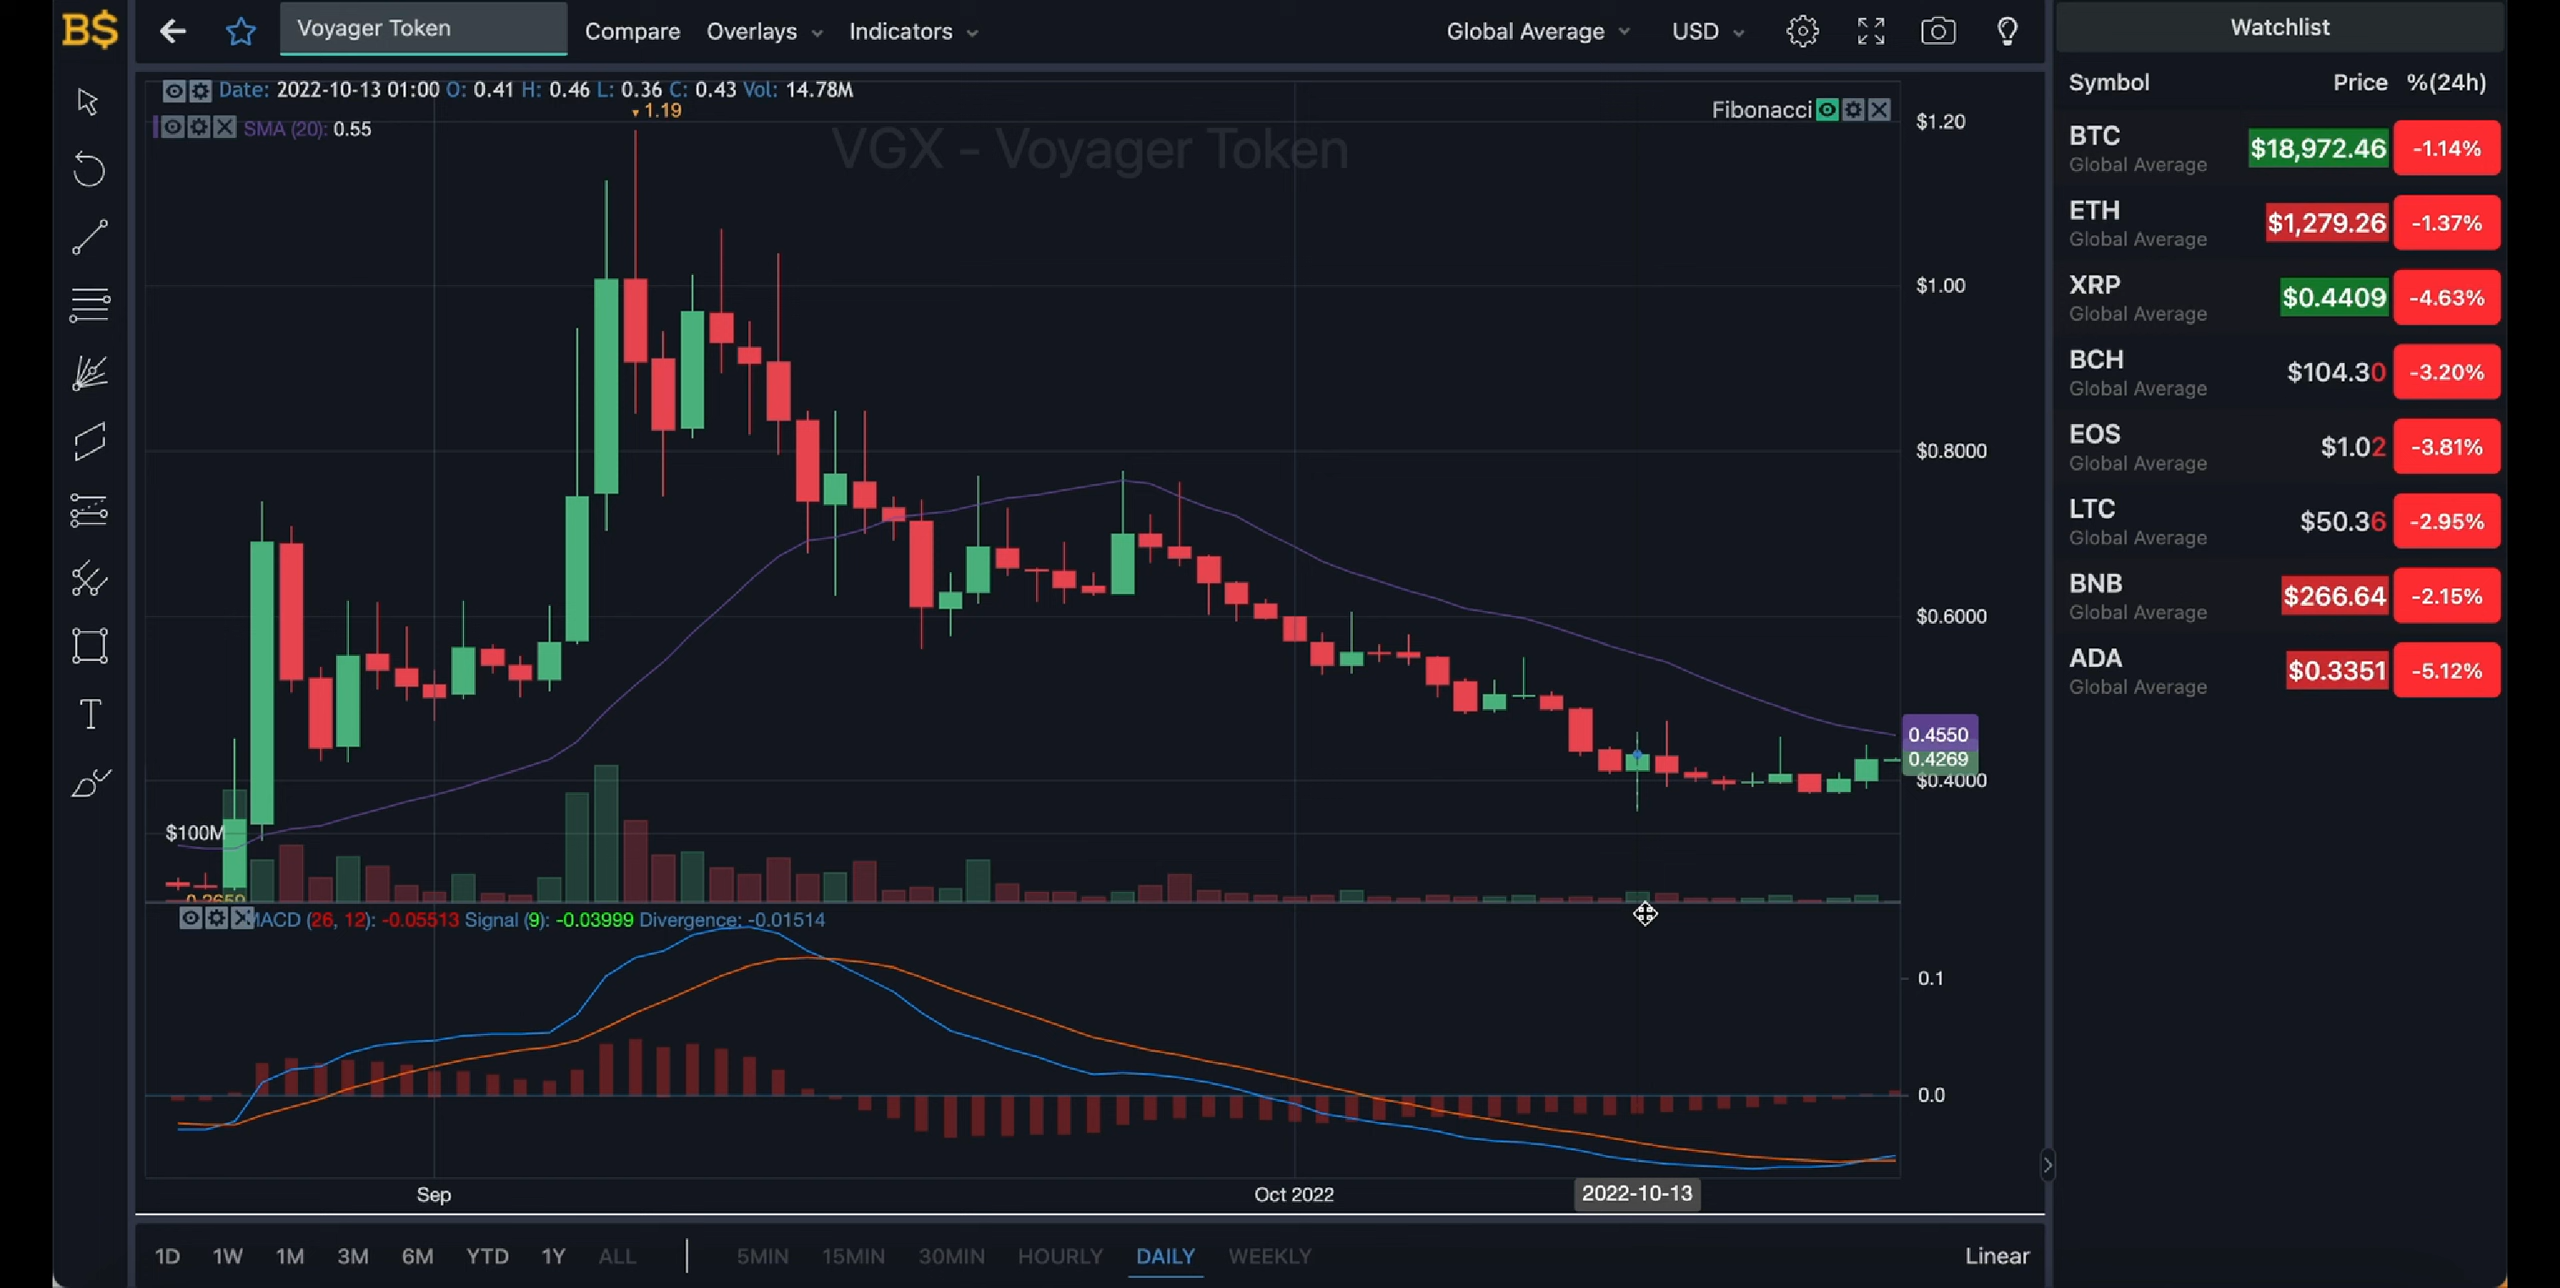 B$
Voyager Token Compare Overlays Indicators Global Average USD Watchlist
Date: 2022-10-13 01:00 O: 0.41 H: 0.46 L: 0.36 C: 0.43 Vol: 14.78M
1.19
SMA (20): 0.55
Fibonacci
VGX - Voyager Token
$1.20
$1.00
$0.8000
$0.6000
0.4550
0.4269
$0.4000
$100M
0.2659
MACD (26, 12): -0.05513 Signal (9): -0.03999 Divergence: -0.01514
0.1
0.0
Sep Oct 2022 2022-10-13
1D 1W 1M 3M 6M YTD 1Y ALL 5MIN 15MIN 30MIN HOURLY DAILY WEEKLY Linear
Symbol Price %(24h)
BTC $18,972.46 -1.14%
Global Average
ETH $1,279.26 -1.37%
Global Average
XRP $0.4409 -4.63%
Global Average
BCH $104.30 -3.20%
Global Average
EOS $1.02 -3.81%
Global Average
LTC $50.36 -2.95%
Global Average
BNB $266.64 -2.15%
Global Average
ADA $0.3351 -5.12%
Global Average